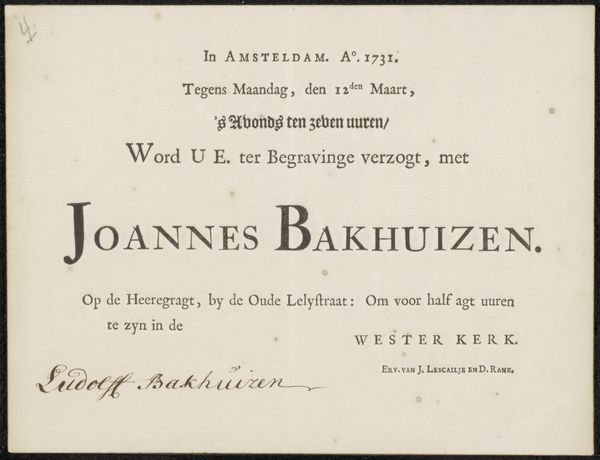 4
In AMSTELDAM. Aº. 1731.
Tegens Maandag, den 12den Maart,
's Avonds ten zeven uuren/
Word U E. ter Begravinge verzogt, met
JOANNES BAKHUIZEN.
Op de Heeregragt, by de Oude Lelyſtraat: Om voor half agt uuren
te zyn in de
WESTER KERK.
ERV. VAN J. LESCAILJE EN D. RANK.
Ludolff Bakhuizen